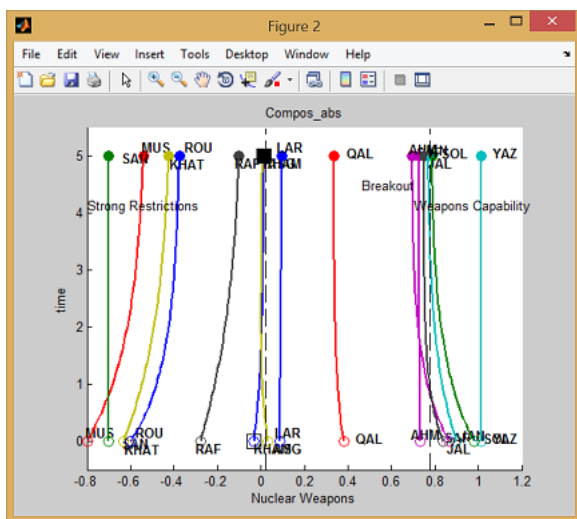 Figure 2
File Edit View Insert Tools Desktop Window Help
Compos_abs
5
SAN MUS KHAT ROU RAF LAR QAL AHM JAL SOL YAZ
Breakout
4
Strong Restrictions Weapons Capability
3
time
2
1
0
MUS SAN ROU KHAT RAF LAR QAL AHM JAL YAZ
-0.8 -0.6 -0.4 -0.2 0 0.2 0.4 0.6 0.8 1 1.2
Nuclear Weapons